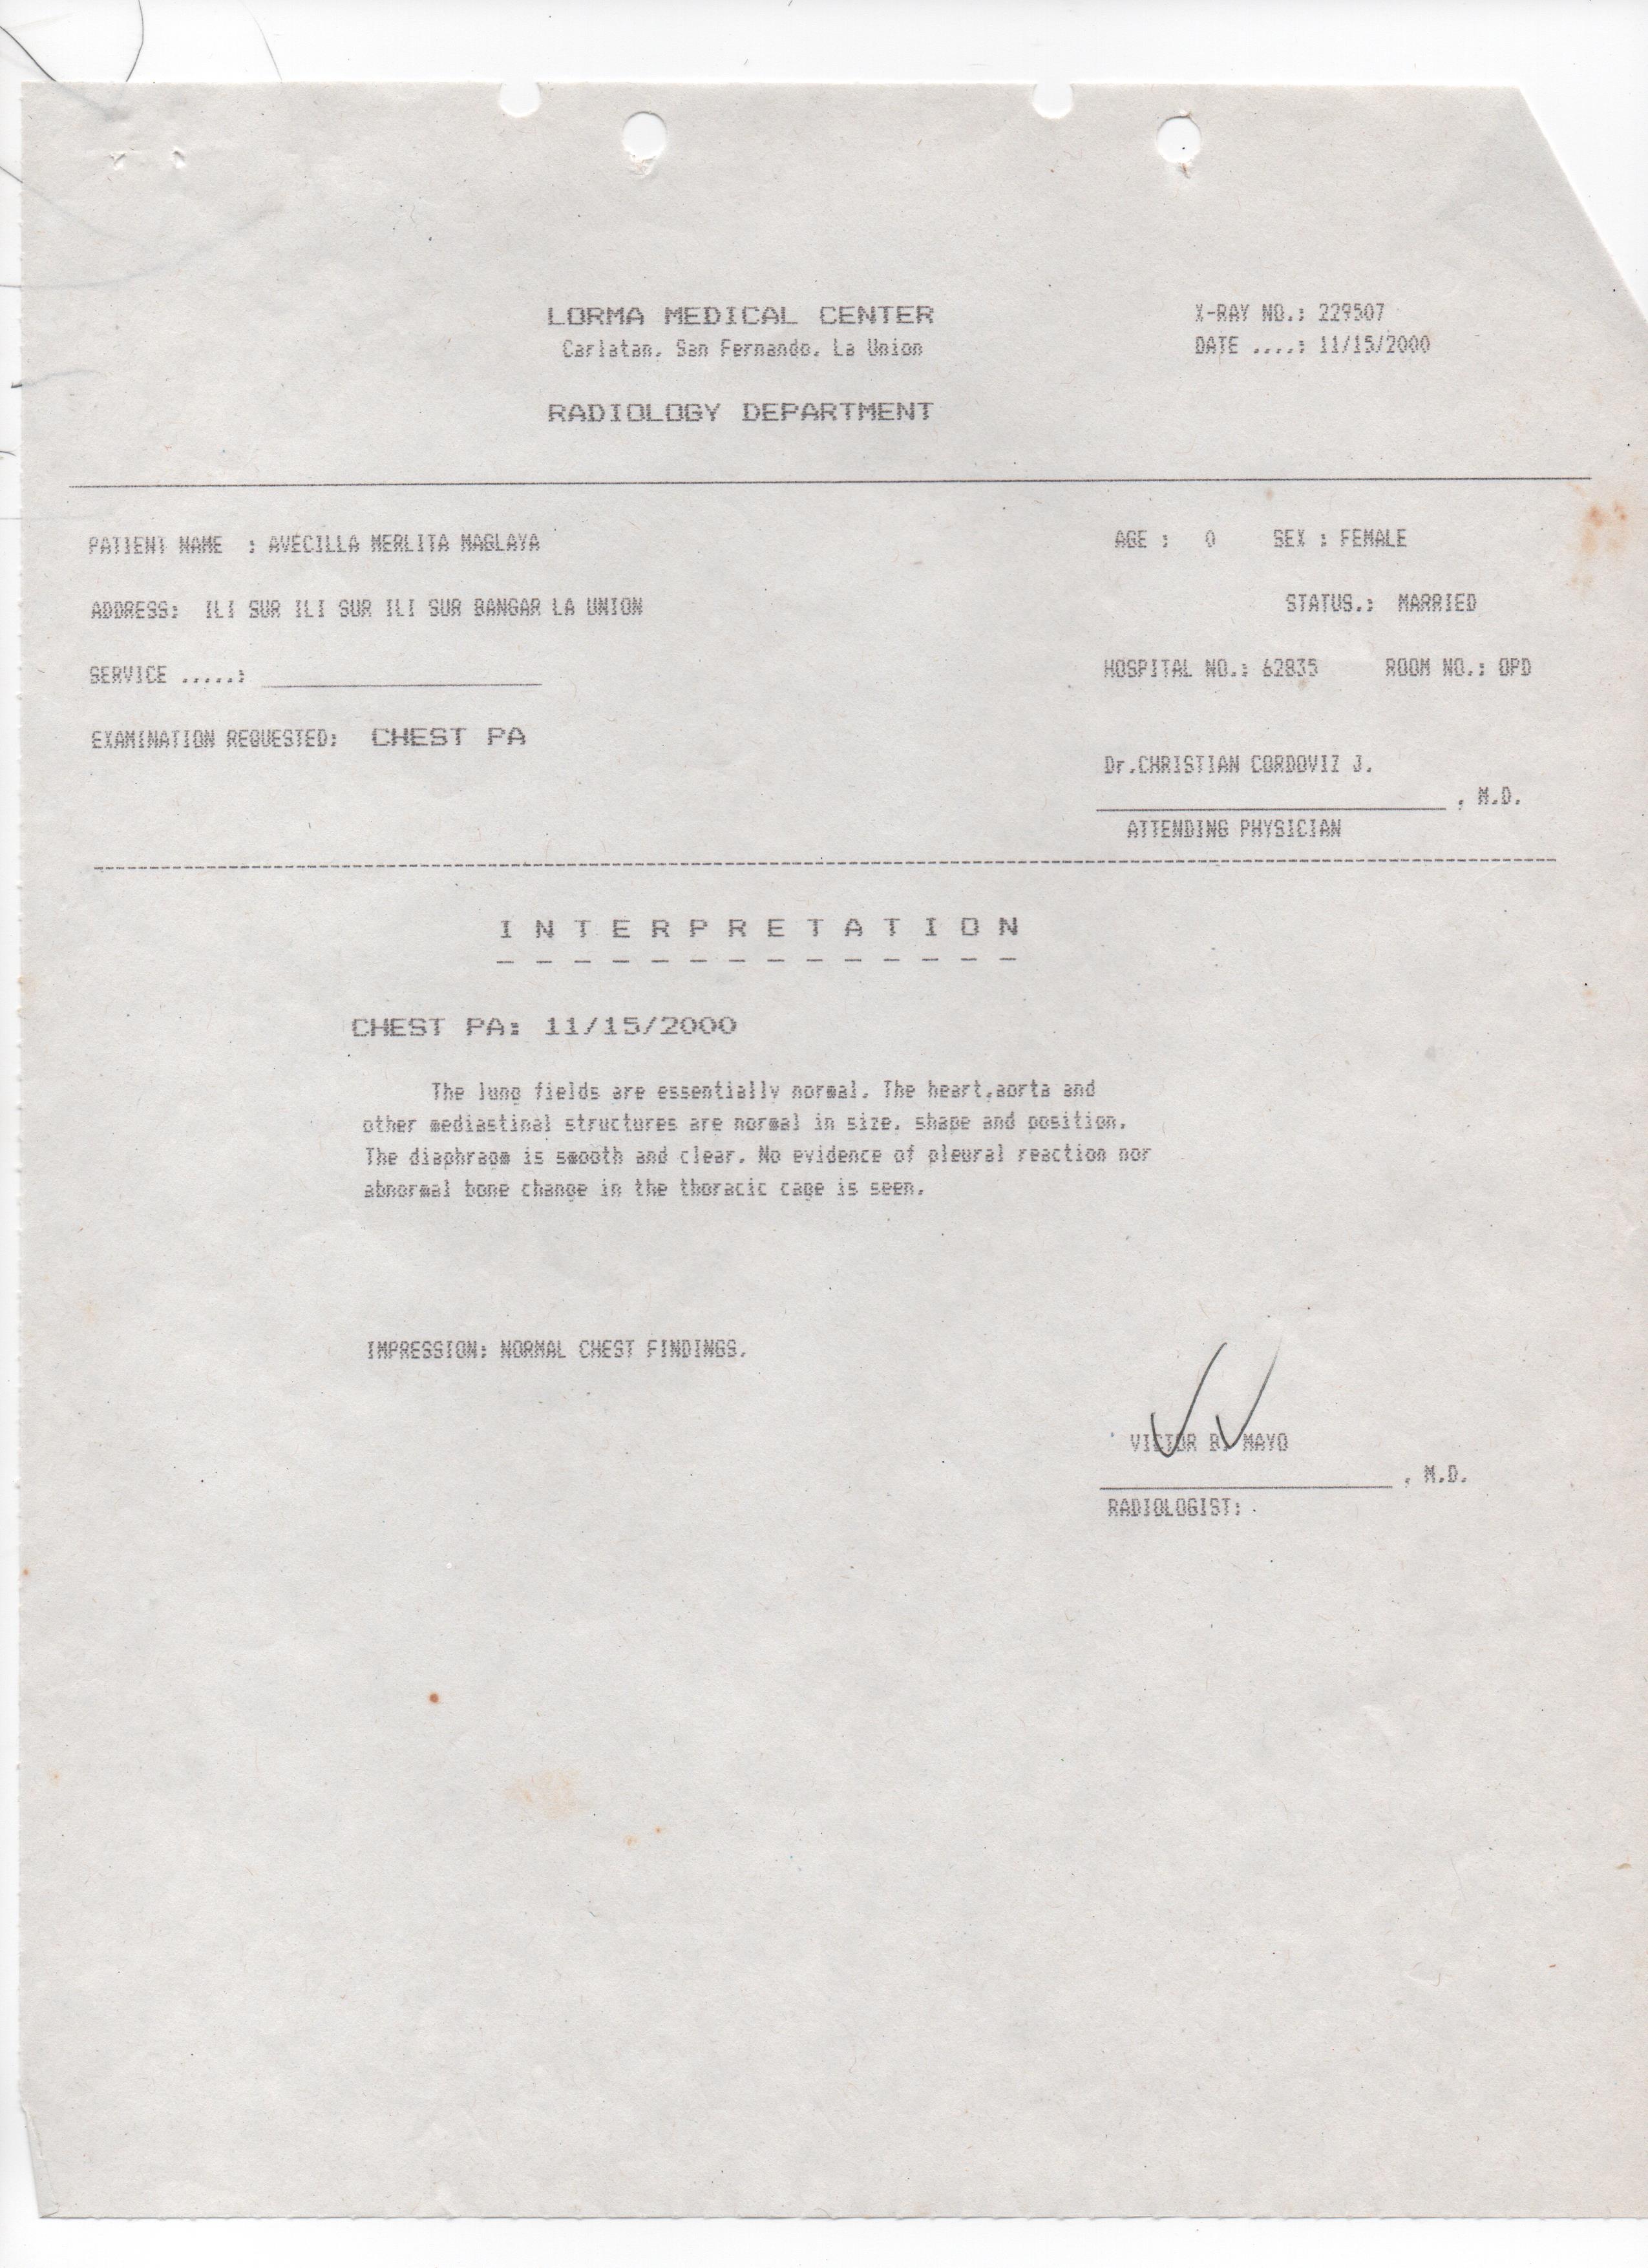 LORMA MEDICAL CENTER
Carlatan, San Fernando, La Union
X-RAY NO.: 229507
DATE ....: 11/15/2000
RADIOLOGY DEPARTMENT
PATIENT NAME : AVECILLA MERLITA MAGLAYA
AGE : 0 SEX : FEMALE
ADDRESS: ILI SUR ILI SUR ILI SUR BANGAR LA UNION
STATUS.: MARRIED
SERVICE .....:
HOSPITAL NO.: 62835 ROOM NO.: OPD
EXAMINATION REQUESTED: CHEST PA
Dr.CHRISTIAN CORDOVIZ J.
, M.D.
ATTENDING PHYSICIAN
I N T E R P R E T A T I O N
CHEST PA: 11/15/2000
The lung fields are essentially normal. The heart,aorta and
other mediastinal structures are normal in size, shape and position.
The diaphragm is smooth and clear. No evidence of pleural reaction nor
abnormal bone change in the thoracic cage is seen.
IMPRESSION: NORMAL CHEST FINDINGS.
VICTOR B. MAYO
, M.D.
RADIOLOGIST: